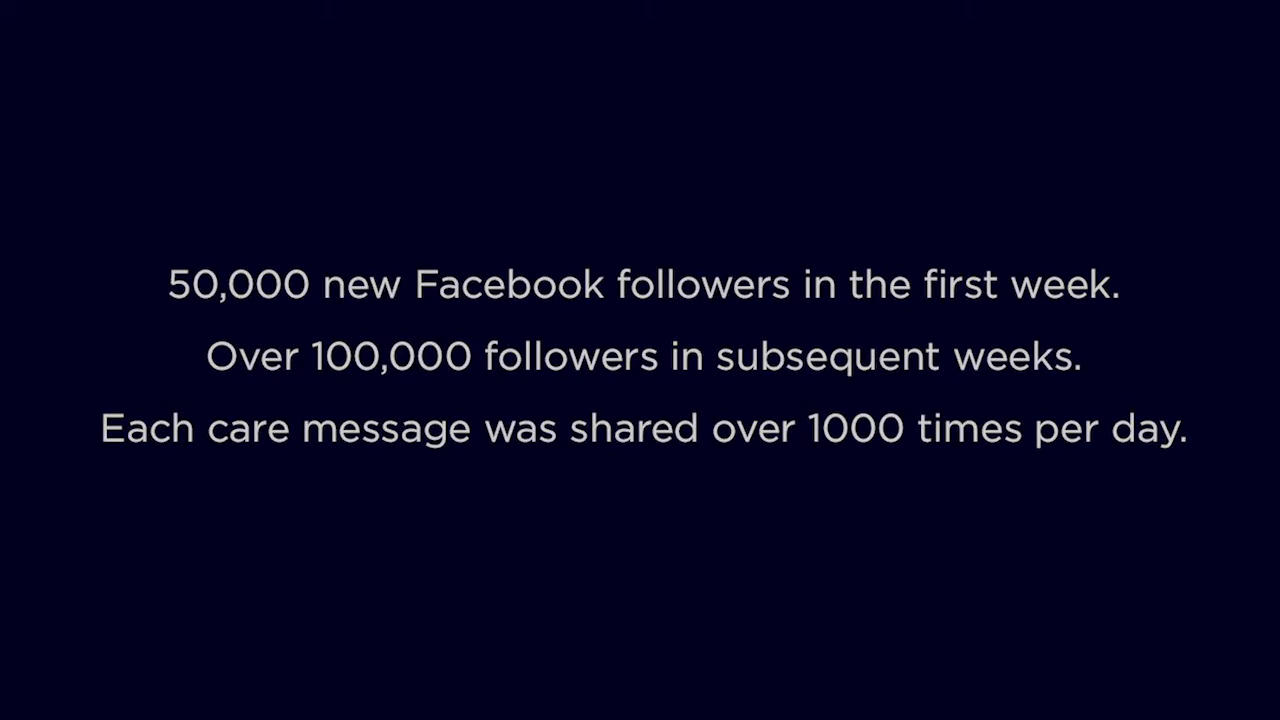 50,000 new Facebook followers in the first week.
Over 100,000 followers in subsequent weeks.
Each care message was shared over 1000 times per day.